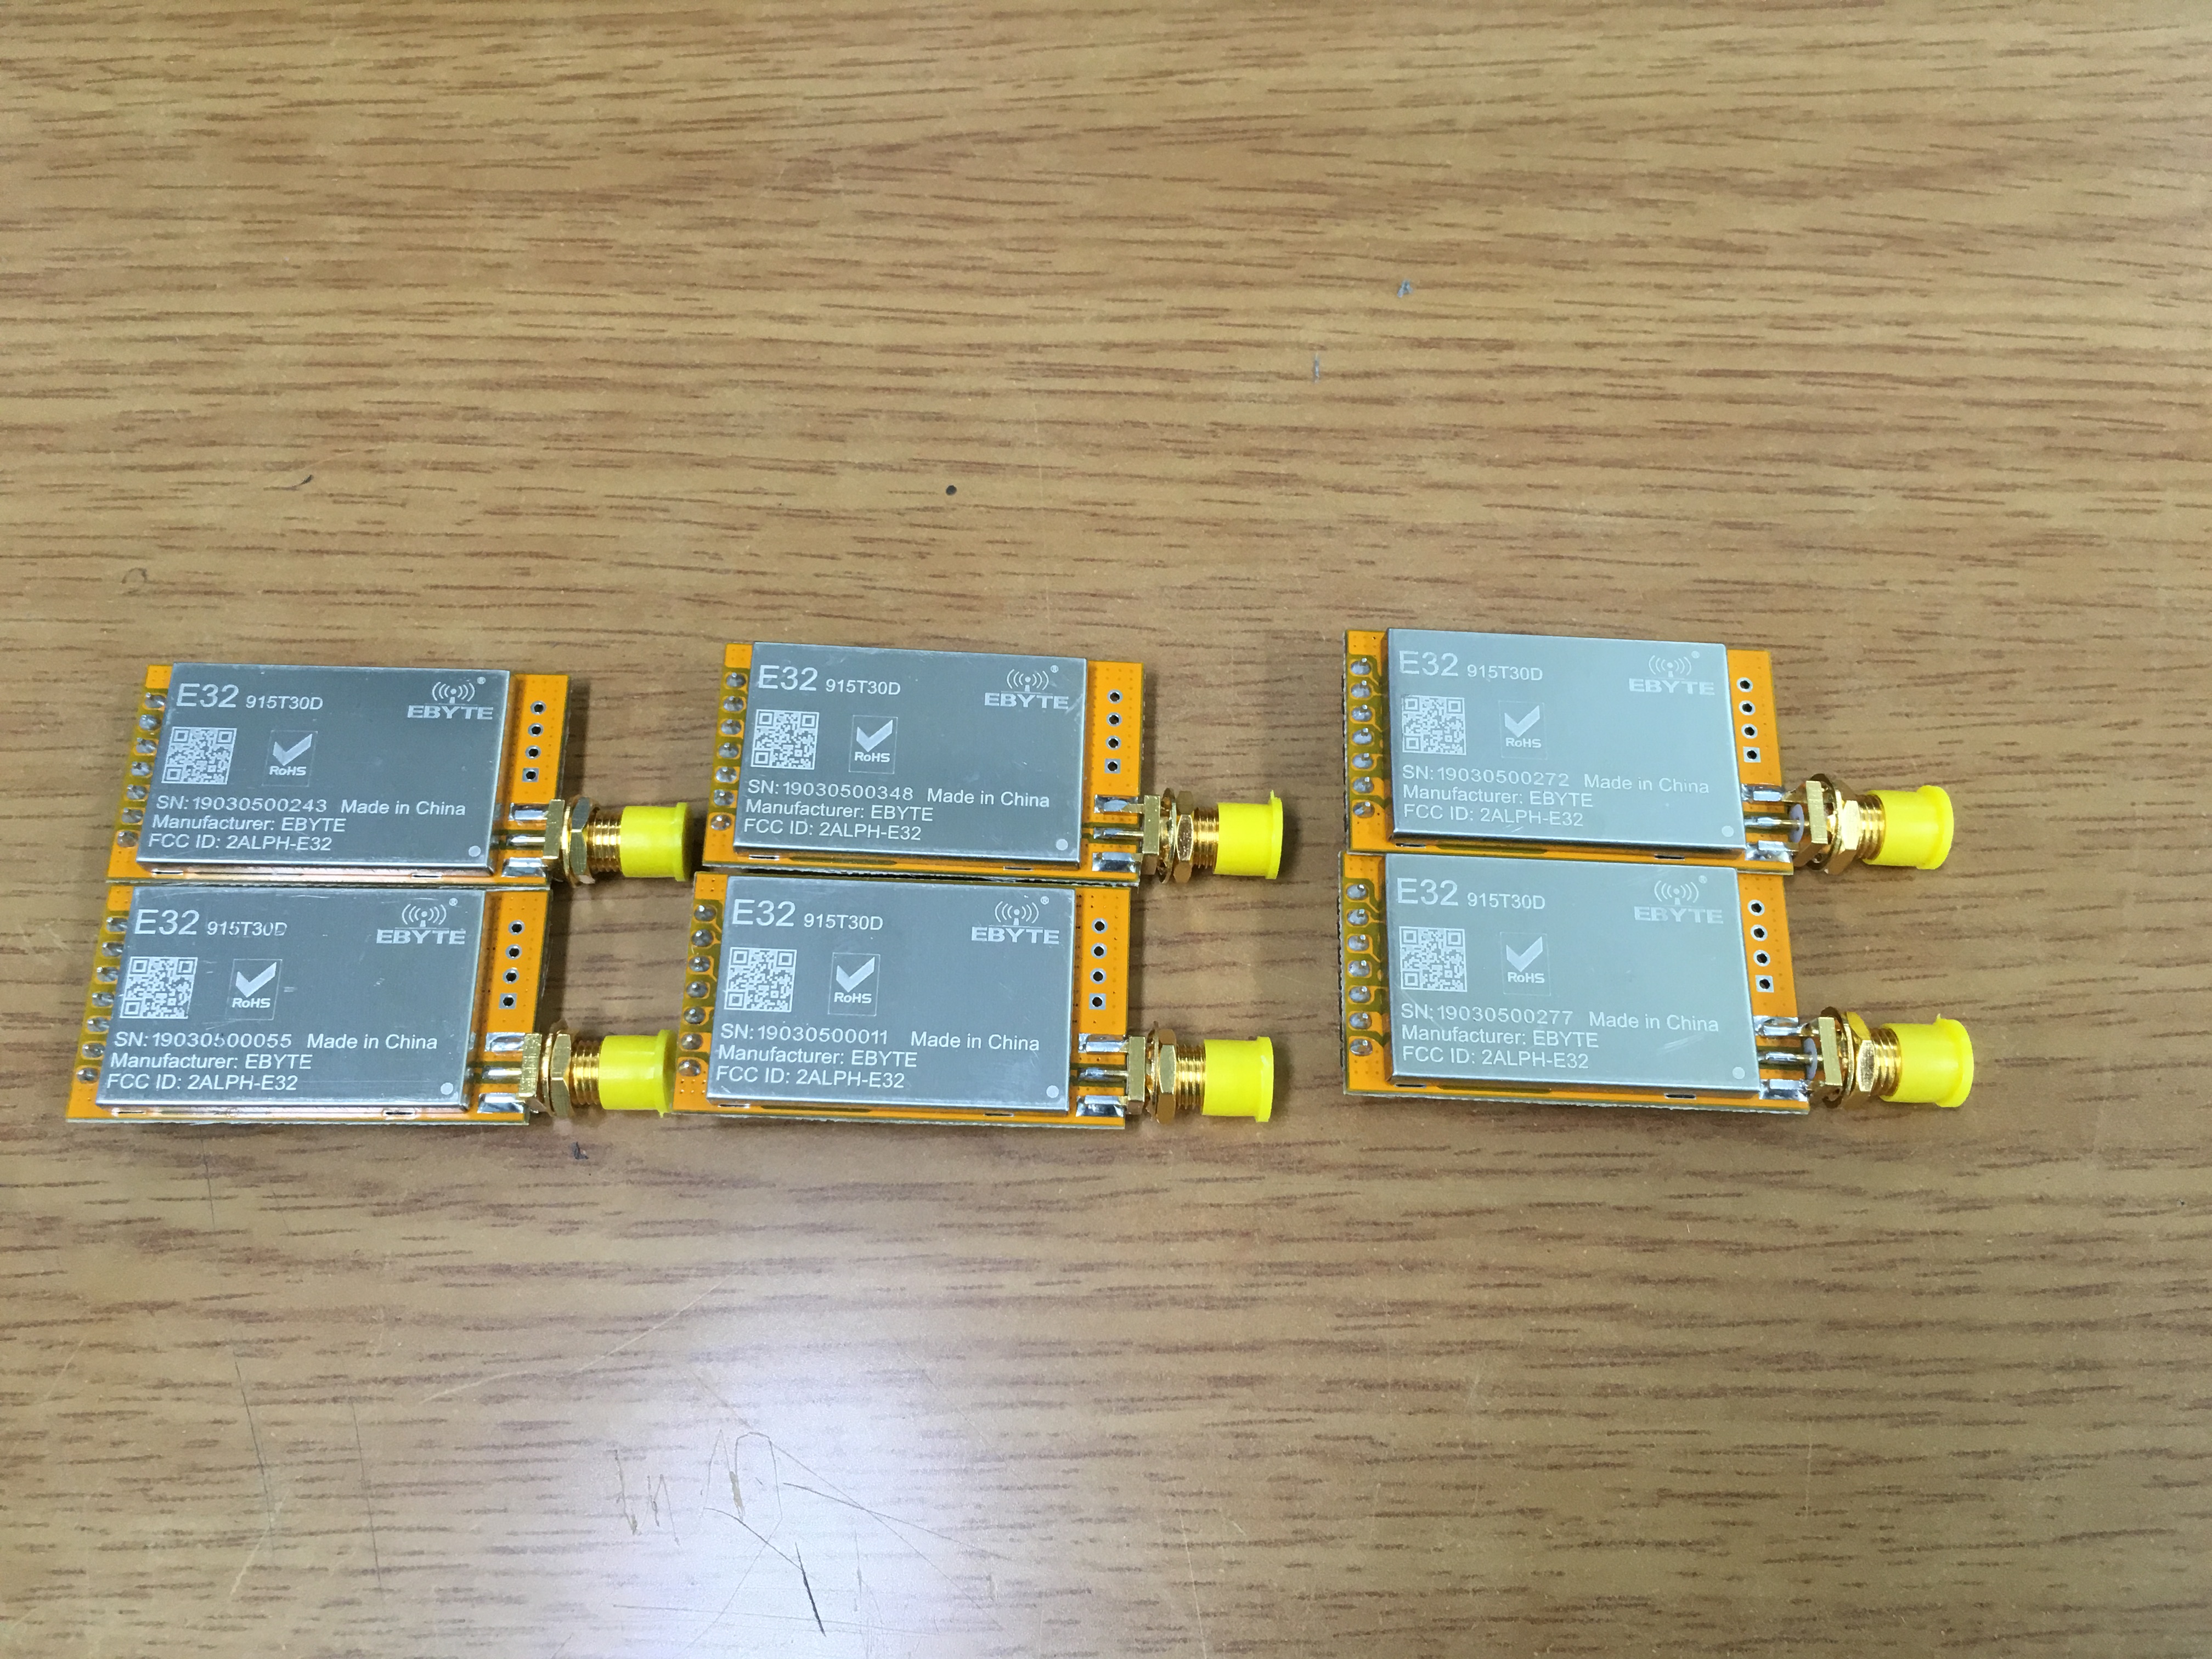 E32 915T30D
EBYTE®
RoHS
SN:19030500243 Made in China
Manufacturer: EBYTE
FCC ID: 2ALPH-E32
E32 915T30D
EBYTE®
RoHS
SN:19030500348 Made in China
Manufacturer: EBYTE
FCC ID: 2ALPH-E32
E32 915T30D
EBYTE®
RoHS
SN:19030500272 Made in China
Manufacturer: EBYTE
FCC ID: 2ALPH-E32
E32 915T30D
EBYTE®
RoHS
SN:19030500055 Made in China
Manufacturer: EBYTE
FCC ID: 2ALPH-E32
E32 915T30D
EBYTE®
RoHS
SN:19030500011 Made in China
Manufacturer: EBYTE
FCC ID: 2ALPH-E32
E32 915T30D
EBYTE®
RoHS
SN:19030500277 Made in China
Manufacturer: EBYTE
FCC ID: 2ALPH-E32